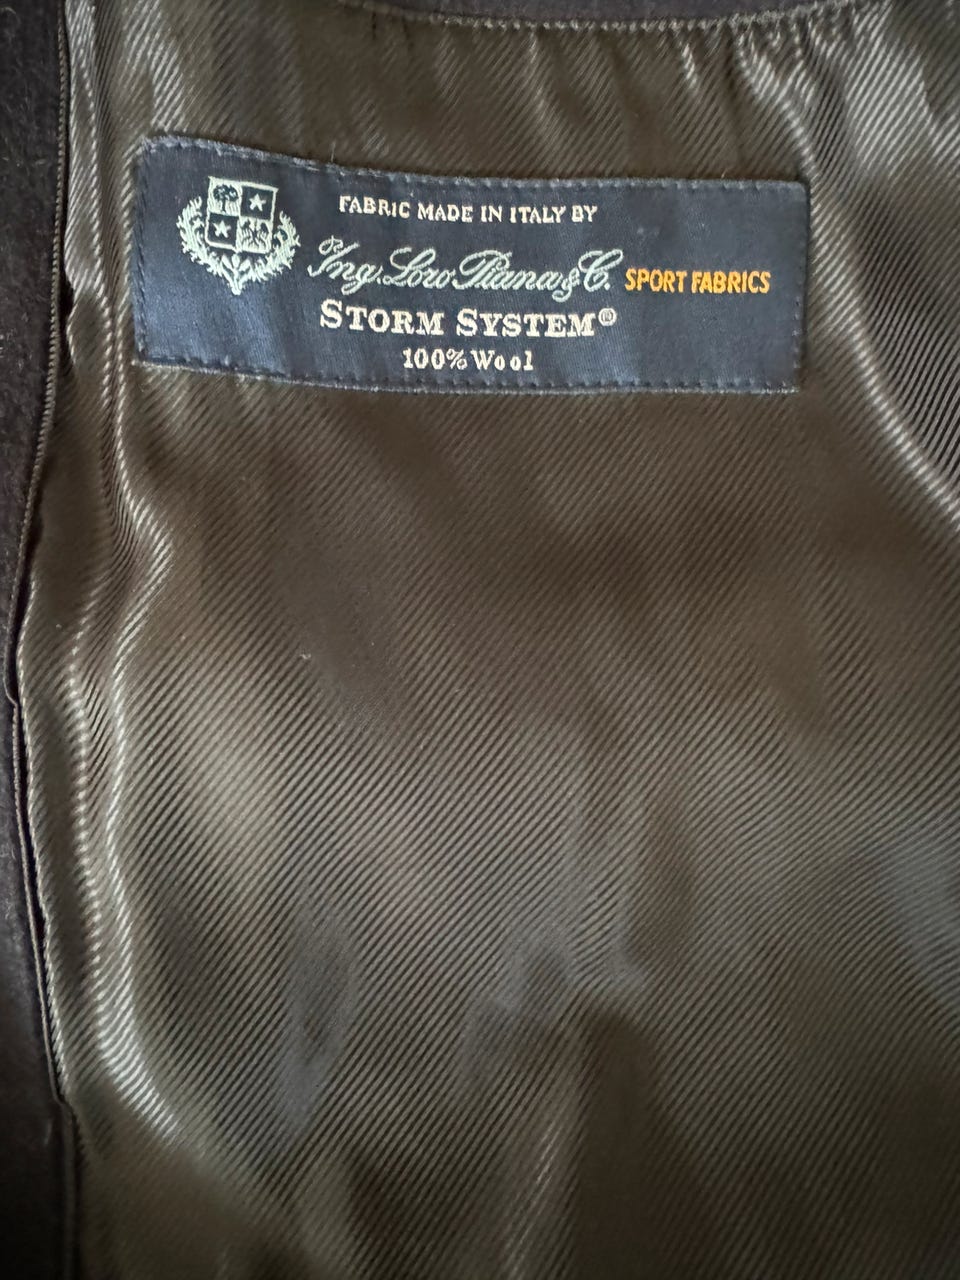 FABRIC MADE IN ITALY BY
Ing. Loro Piana & C. SPORT FABRICS
STORM SYSTEM®
100% Wool